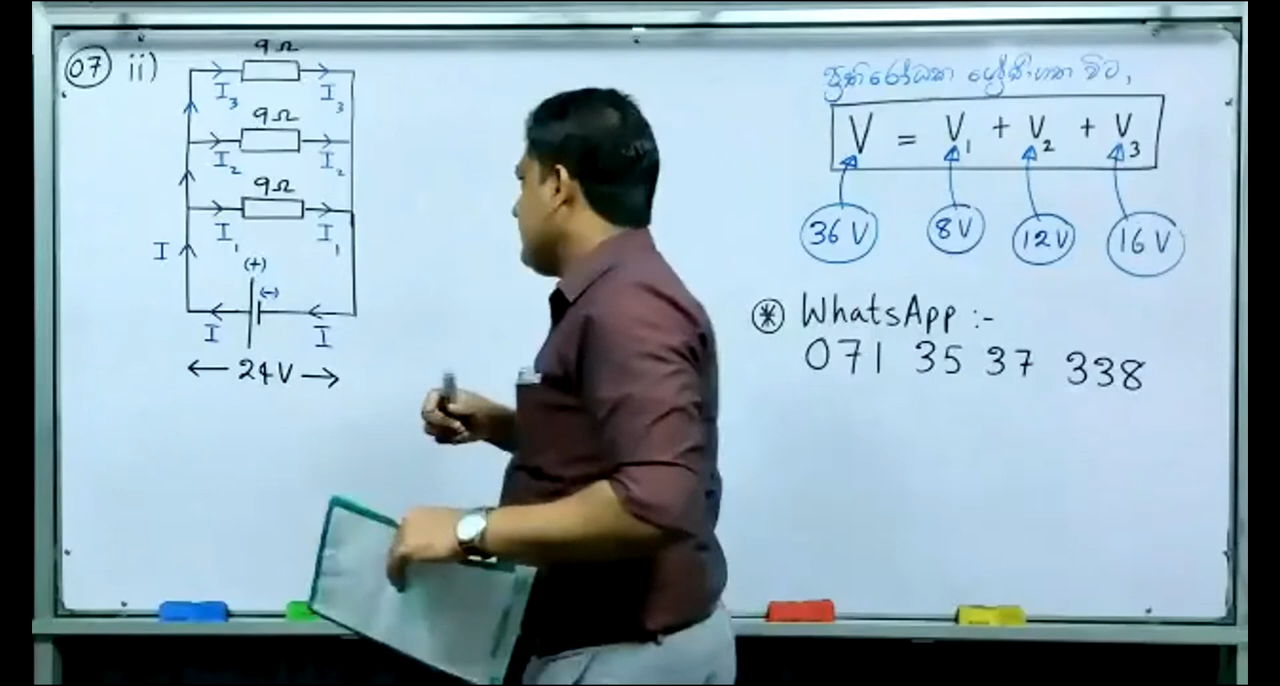 07 ii)
9Ω
I₃ I₃
9Ω
I₂ I₂
9Ω
I₁ I₁
I
(+)
(-)
I I
← 24V →
ප්‍රතිරෝධක ශ්‍රේණිගත විට,
V = V₁ + V₂ + V₃
36 V 8V 12V 16 V
* WhatsApp :-
071 35 37 338